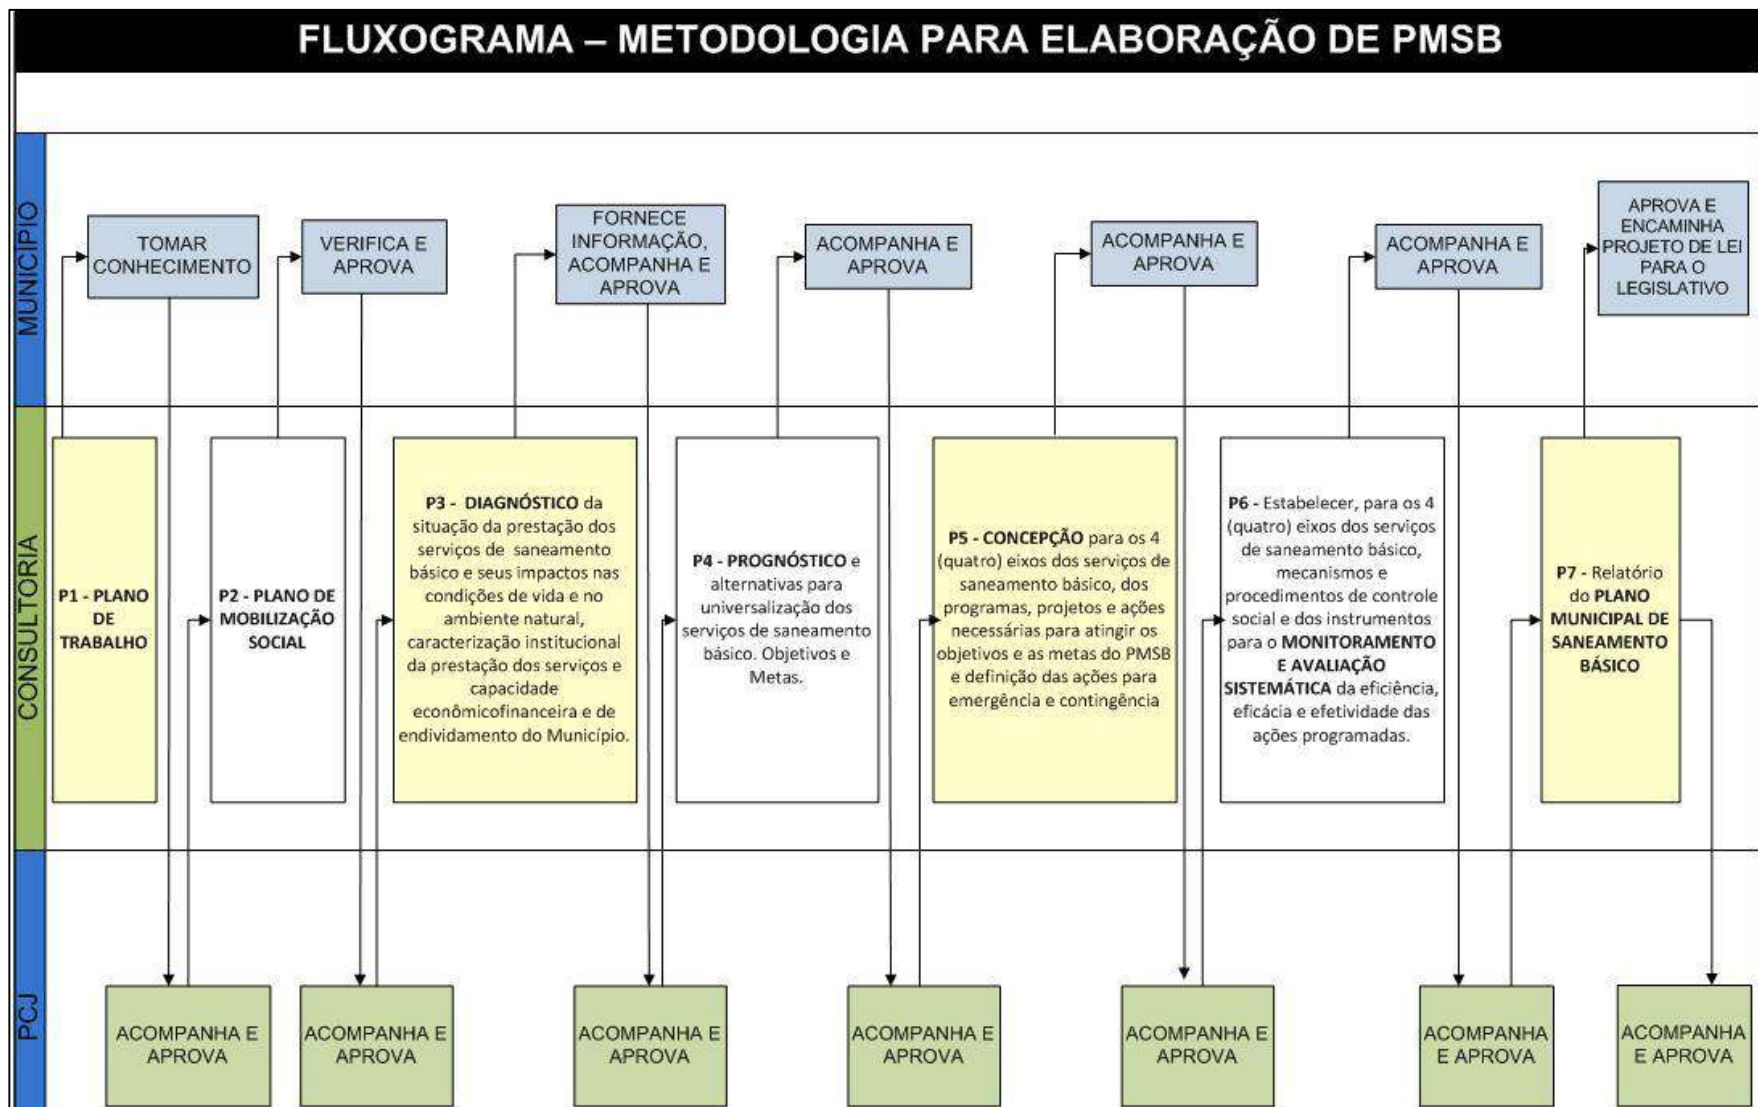 FLUXOGRAMA – METODOLOGIA PARA ELABORAÇÃO DE PMSB
MUNICÍPIO
TOMAR
CONHECIMENTO
VERIFICA E
APROVA
FORNECE
INFORMAÇÃO,
ACOMPANHA E
APROVA
ACOMPANHA E
APROVA
ACOMPANHA E
APROVA
ACOMPANHA E
APROVA
APROVA E
ENCAMINHA
PROJETO DE LEI
PARA O
LEGISLATIVO
CONSULTORIA
P1 - PLANO
DE
TRABALHO
P2 - PLANO DE
MOBILIZAÇÃO
SOCIAL
P3 - DIAGNÓSTICO da
situação da prestação dos
serviços de saneamento
básico e seus impactos nas
condições de vida e no
ambiente natural,
caracterização institucional
da prestação dos serviços e
capacidade
econômicofinanceira e de
endividamento do Município.
P4 - PROGNÓSTICO e
alternativas para
universalização dos
serviços de saneamento
básico. Objetivos e
Metas.
P5 - CONCEPÇÃO para os 4
(quatro) eixos dos serviços de
saneamento básico, dos
programas, projetos e ações
necessárias para atingir os
objetivos e as metas do PMSB
e definição das ações para
emergência e contingência
P6 - Estabelecer, para os 4
(quatro) eixos dos serviços
de saneamento básico,
mecanismos e
procedimentos de controle
social e dos instrumentos
para o MONITORAMENTO
E AVALIAÇÃO
SISTEMÁTICA da eficiência,
eficácia e efetividade das
ações programadas.
P7 - Relatório
do PLANO
MUNICIPAL DE
SANEAMENTO
BÁSICO
PCJ
ACOMPANHA E
APROVA
ACOMPANHA E
APROVA
ACOMPANHA E
APROVA
ACOMPANHA E
APROVA
ACOMPANHA E
APROVA
ACOMPANHA
E APROVA
ACOMPANHA
E APROVA